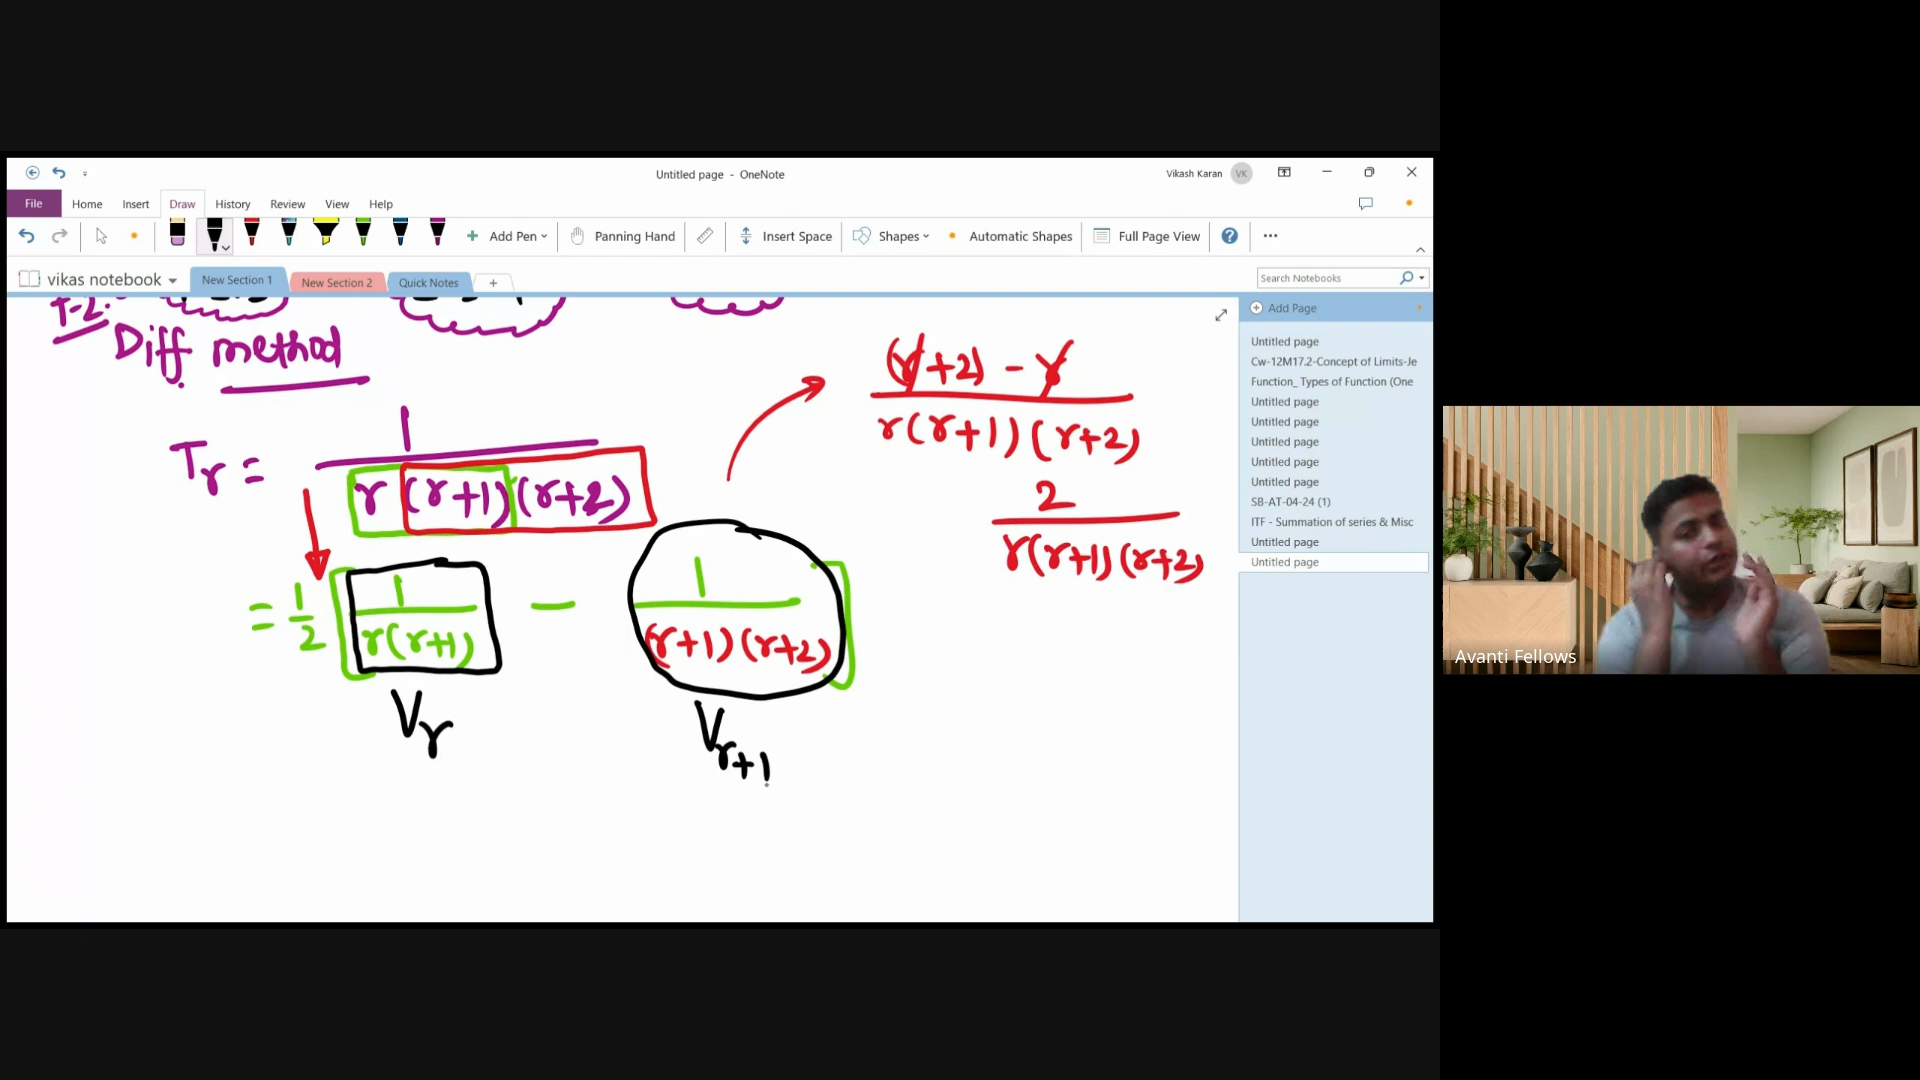 Untitled page - OneNote
Vikash Karan VK
File Home Insert Draw History Review View Help
Add Pen Panning Hand Insert Space Shapes Automatic Shapes Full Page View
vikas notebook New Section 1 New Section 2 Quick Notes + Search Notebooks
Add Page
Untitled page
Cw-12M17.2-Concept of Limits-Je
Function_ Types of Function (One
Untitled page
Untitled page
Untitled page
Untitled page
Untitled page
SB-AT-04-24 (1)
ITF - Summation of series & Misc
Untitled page
Untitled page
Diff method
T_r = 1 / r(r+1)(r+2)
= 1/2 [ 1 / r(r+1) - 1 / (r+1)(r+2) ]
V_r V_{r+1}
(r+2) - r / r(r+1)(r+2)
2 / r(r+1)(r+2)
Avanti Fellows